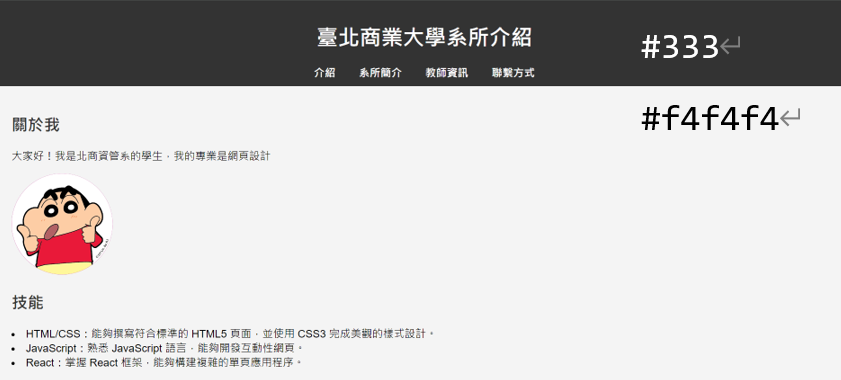 臺北商業大學系所介紹
#333
介紹 系所簡介 教師資訊 聯繫方式
#f4f4f4
關於我
大家好！我是北商資管系的學生，我的專業是網頁設計
技能
• HTML/CSS：能夠撰寫符合標準的 HTML5 頁面，並使用 CSS3 完成美觀的樣式設計。
• JavaScript：熟悉 JavaScript 語言，能夠開發互動性網頁。
• React：掌握 React 框架，能夠構建複雜的單頁應用程序。